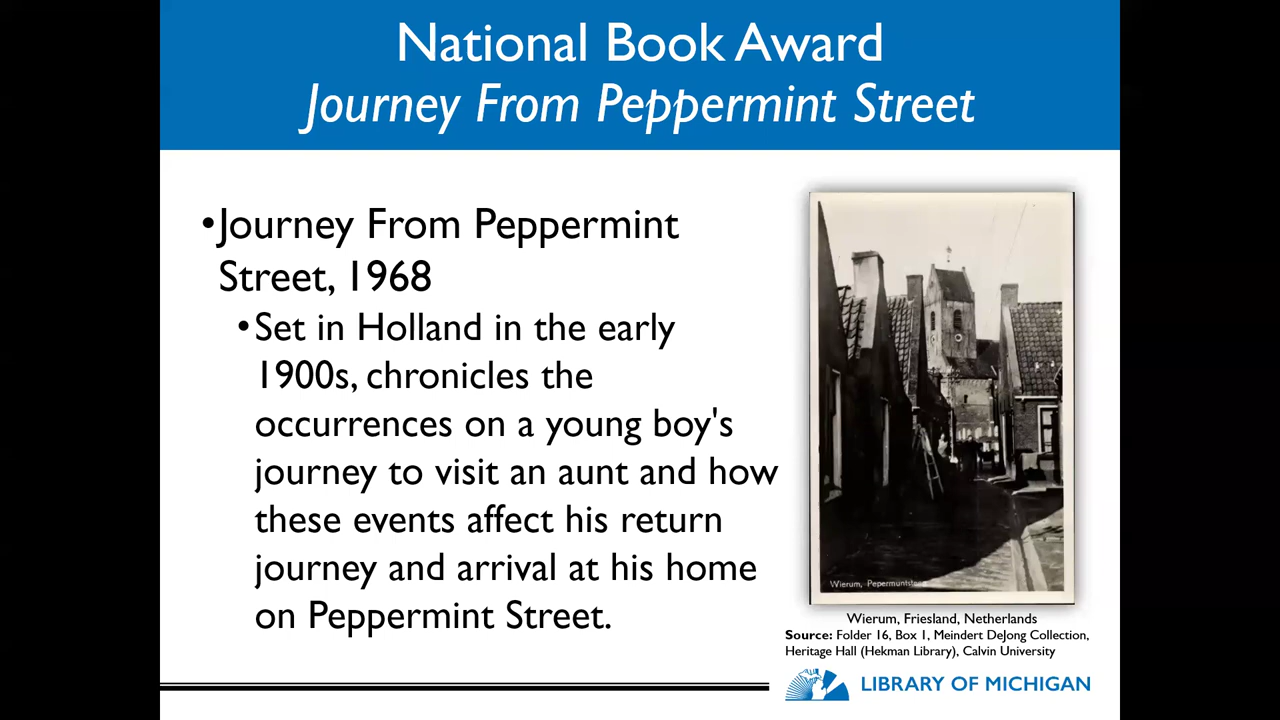 National Book Award
Journey From Peppermint Street
•Journey From Peppermint
Street, 1968
•Set in Holland in the early
1900s, chronicles the
occurrences on a young boy's
journey to visit an aunt and how
these events affect his return
journey and arrival at his home
on Peppermint Street.
Wierum, Pepermuntsteeg
Wierum, Friesland, Netherlands
Source: Folder 16, Box 1, Meindert DeJong Collection,
Heritage Hall (Hekman Library), Calvin University
LIBRARY OF MICHIGAN